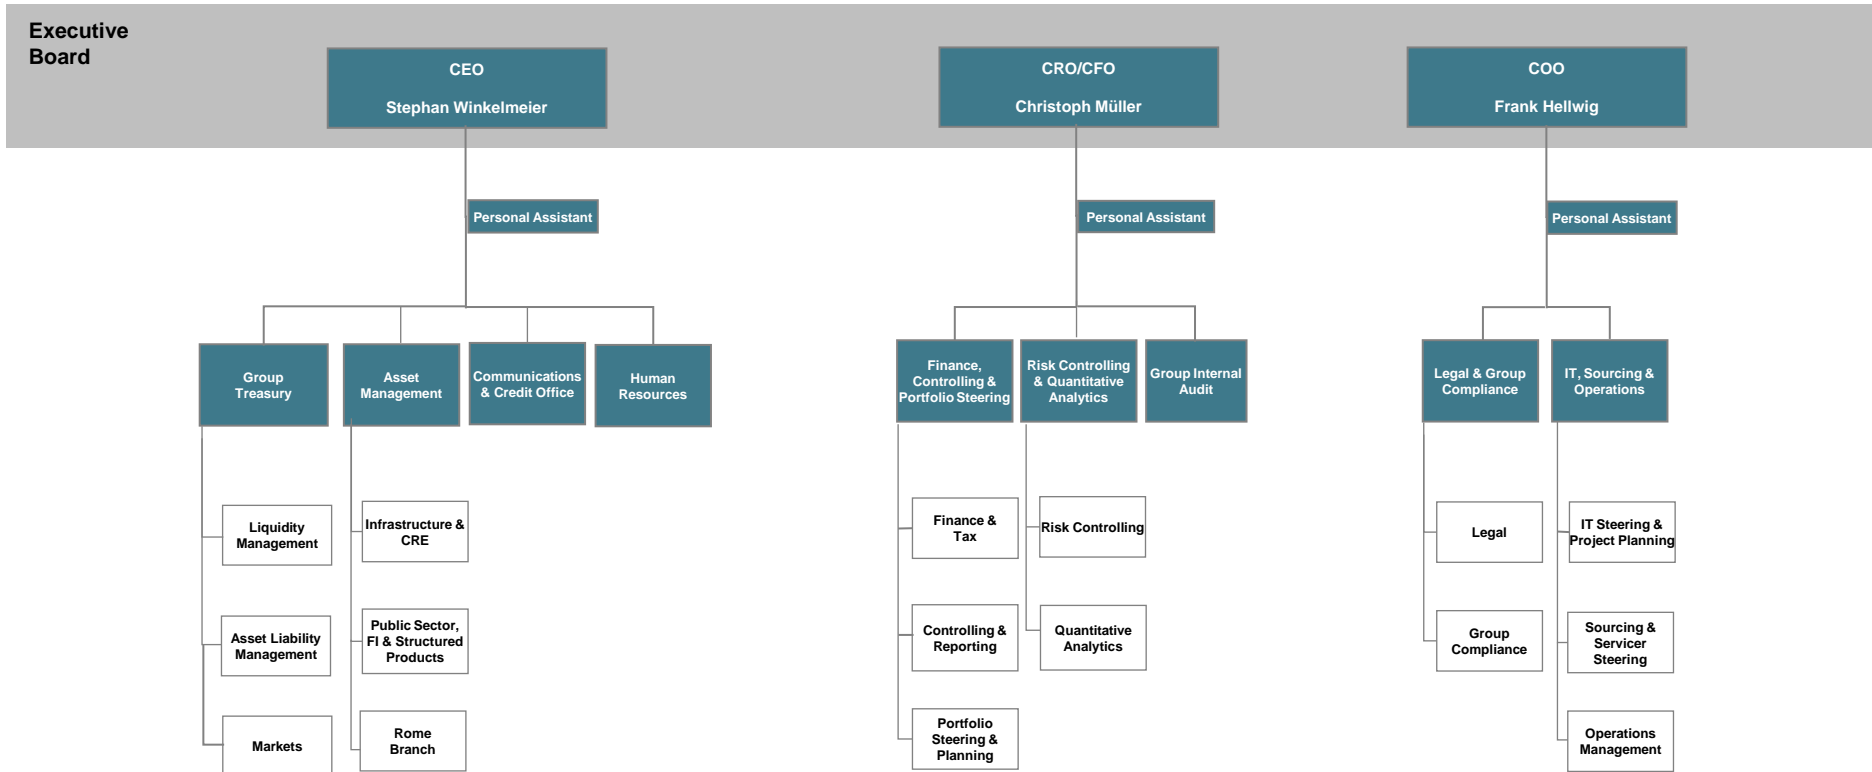 Executive
Board
CEO
Stephan Winkelmeier
CRO/CFO
Christoph Müller
COO
Frank Hellwig
Personal Assistant
Personal Assistant
Personal Assistant
Group
Treasury
Asset
Management
Communications
& Credit Office
Human
Resources
Finance,
Controlling &
Portfolio Steering
Risk Controlling
& Quantitative
Analytics
Group Internal
Audit
Legal & Group
Compliance
IT, Sourcing &
Operations
Liquidity
Management
Infrastructure &
CRE
Finance &
Tax
Risk Controlling
Legal
IT Steering &
Project Planning
Asset Liability
Management
Public Sector,
FI & Structured
Products
Controlling &
Reporting
Quantitative
Analytics
Group
Compliance
Sourcing &
Servicer
Steering
Markets
Rome
Branch
Portfolio
Steering &
Planning
Operations
Management